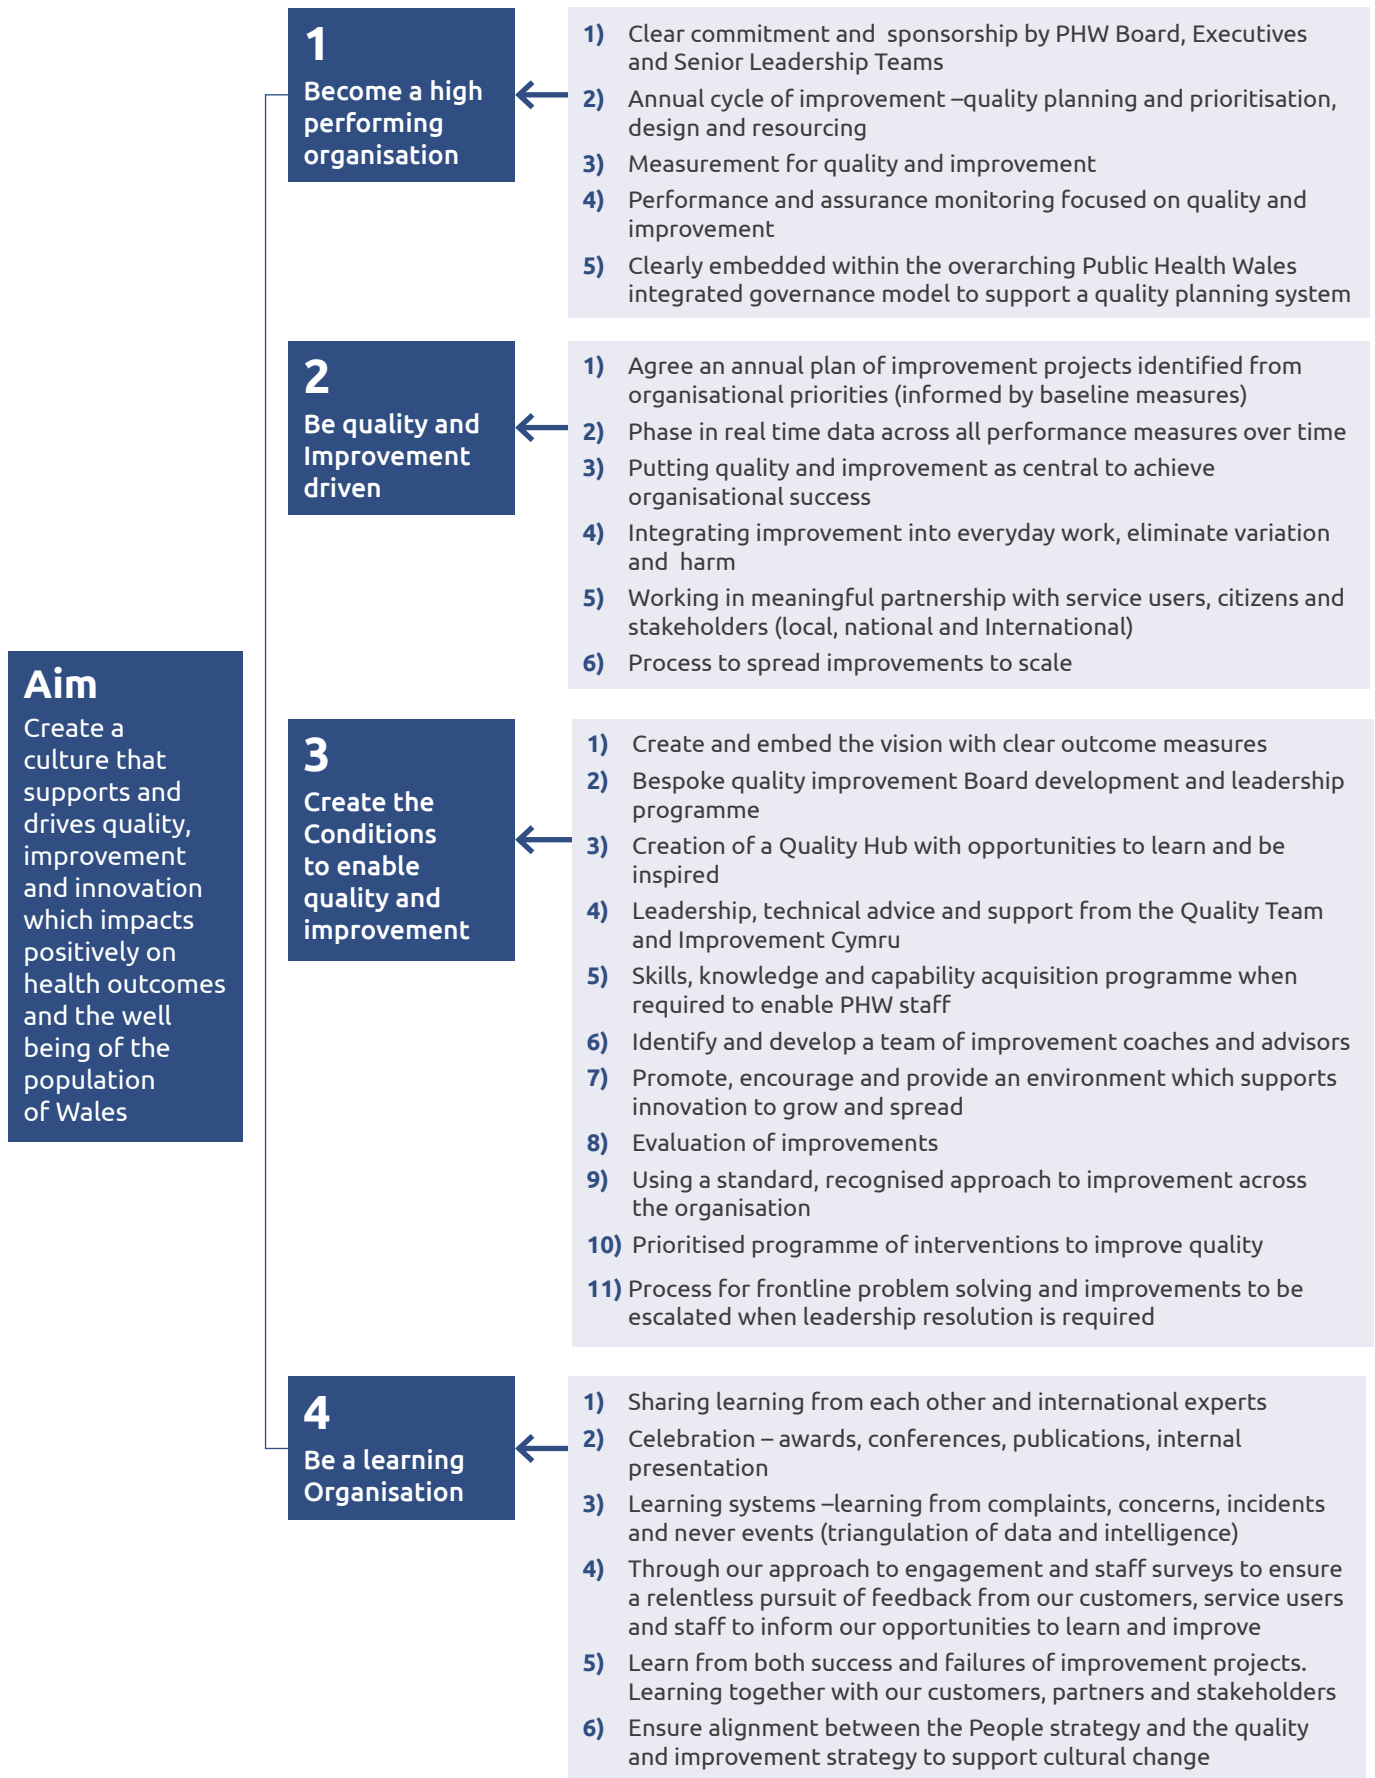 1
Become a high
performing
organisation
1) Clear commitment and  sponsorship by PHW Board, Executives
and Senior Leadership Teams
2) Annual cycle of improvement –quality planning and prioritisation,
design and resourcing
3) Measurement for quality and improvement
4) Performance and assurance monitoring focused on quality and
improvement
5) Clearly embedded within the overarching Public Health Wales
integrated governance model to support a quality planning system
2
Be quality and
Improvement
driven
1) Agree an annual plan of improvement projects identified from
organisational priorities (informed by baseline measures)
2) Phase in real time data across all performance measures over time
3) Putting quality and improvement as central to achieve
organisational success
4) Integrating improvement into everyday work, eliminate variation
and  harm
5) Working in meaningful partnership with service users, citizens and
stakeholders (local, national and International)
6) Process to spread improvements to scale
Aim
Create a
culture that
supports and
drives quality,
improvement
and innovation
which impacts
positively on
health outcomes
and the well
being of the
population
of Wales
3
Create the
Conditions
to enable
quality and
improvement
1) Create and embed the vision with clear outcome measures
2) Bespoke quality improvement Board development and leadership
programme
3) Creation of a Quality Hub with opportunities to learn and be
inspired
4) Leadership, technical advice and support from the Quality Team
and Improvement Cymru
5) Skills, knowledge and capability acquisition programme when
required to enable PHW staff
6) Identify and develop a team of improvement coaches and advisors
7) Promote, encourage and provide an environment which supports
innovation to grow and spread
8) Evaluation of improvements
9) Using a standard, recognised approach to improvement across
the organisation
10) Prioritised programme of interventions to improve quality
11) Process for frontline problem solving and improvements to be
escalated when leadership resolution is required
4
Be a learning
Organisation
1) Sharing learning from each other and international experts
2) Celebration – awards, conferences, publications, internal
presentation
3) Learning systems –learning from complaints, concerns, incidents
and never events (triangulation of data and intelligence)
4) Through our approach to engagement and staff surveys to ensure
a relentless pursuit of feedback from our customers, service users
and staff to inform our opportunities to learn and improve
5) Learn from both success and failures of improvement projects.
Learning together with our customers, partners and stakeholders
6) Ensure alignment between the People strategy and the quality
and improvement strategy to support cultural change